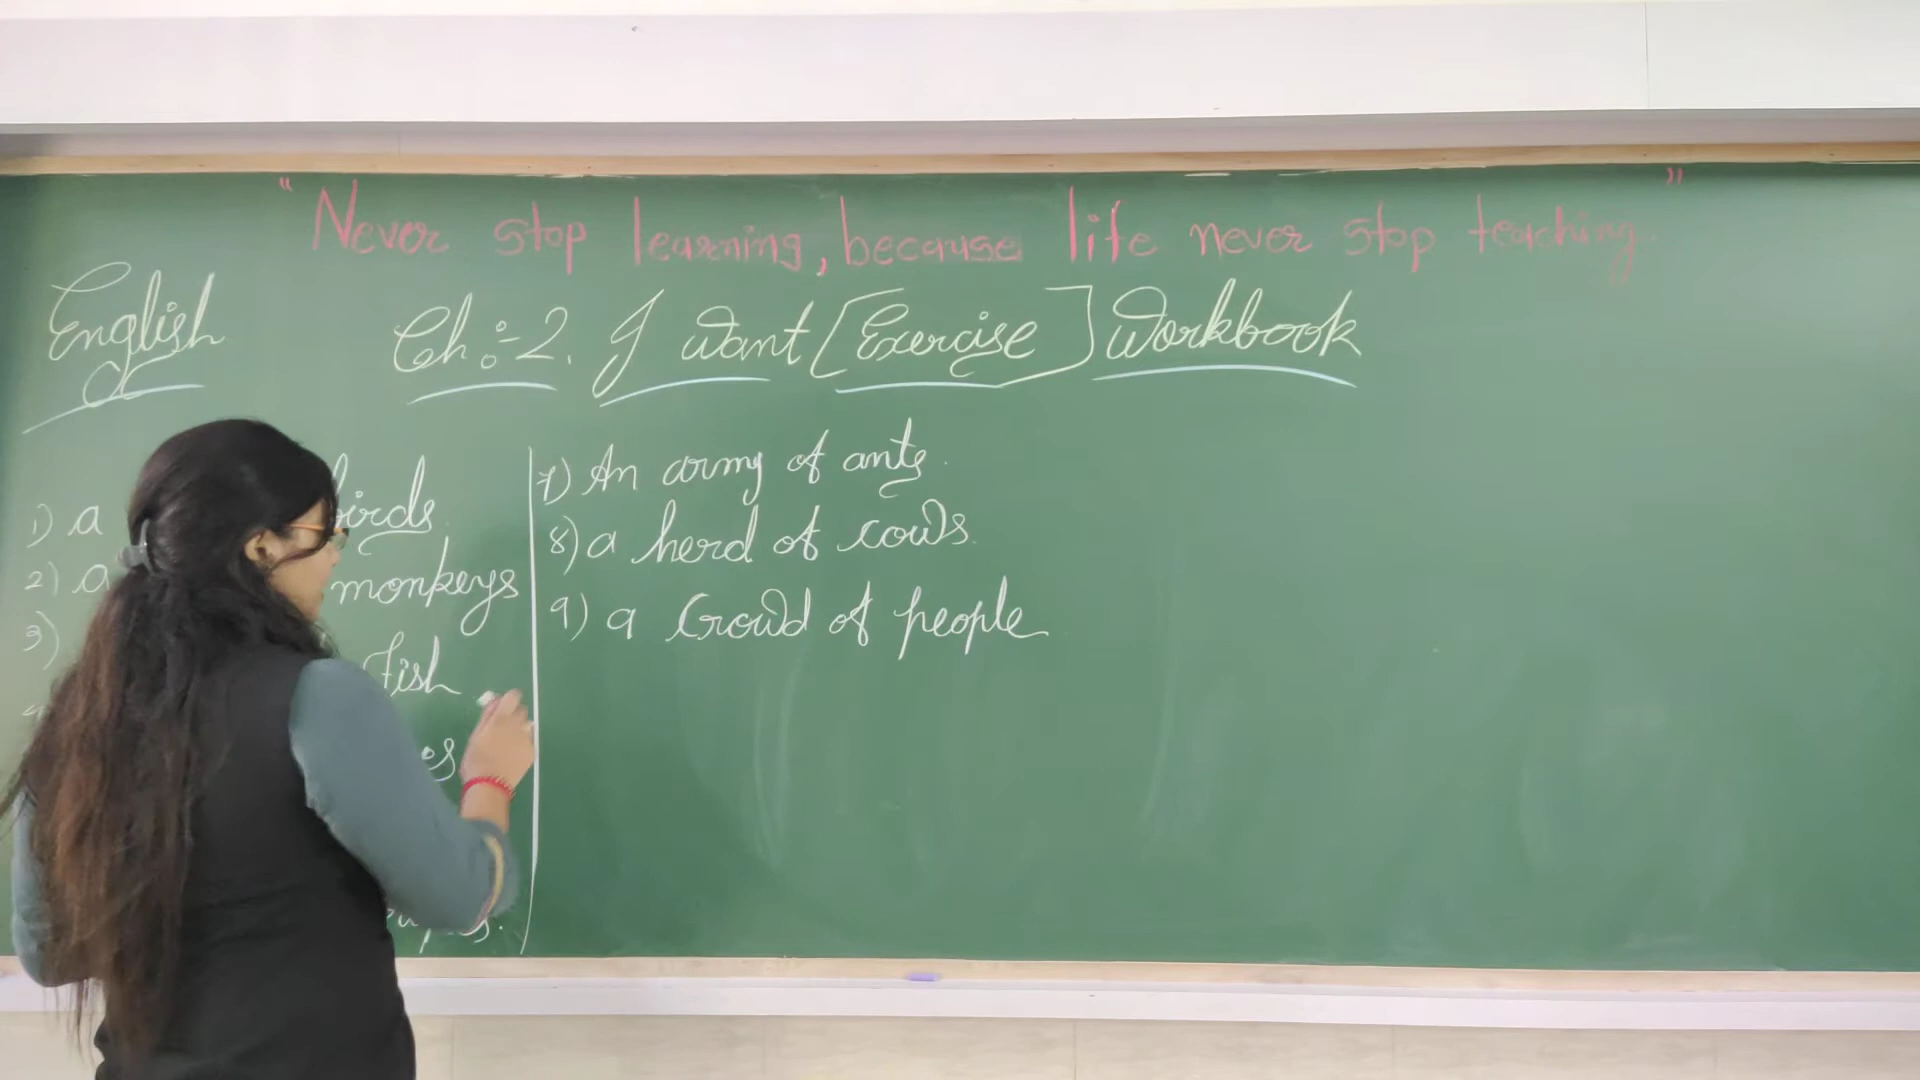 "Never stop learning, because life never stop teaching."
English
Ch:-2. I Want [Exercise] Workbook
1) a birds.
2) a monkeys
3) Fish
7) An army of ants.
8) a herd of cows.
9) a Crowd of people